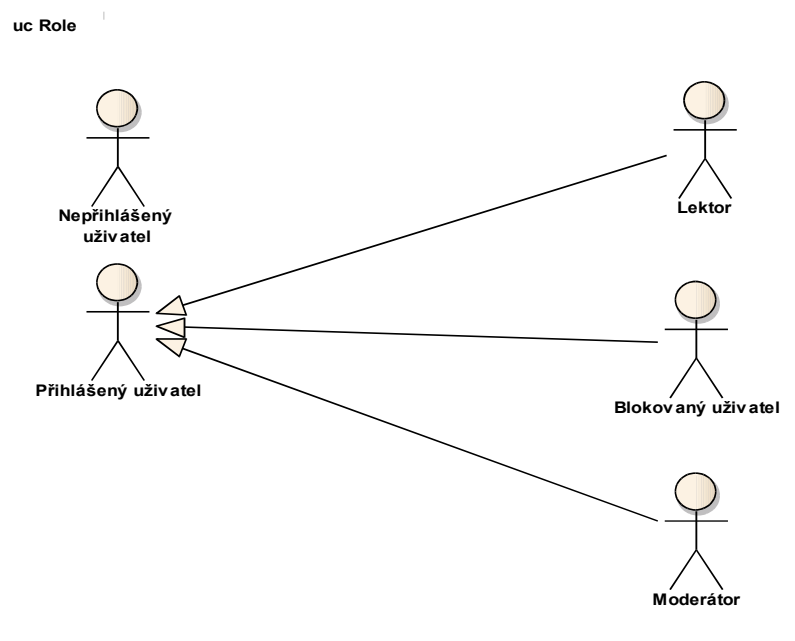 uc Role
Nepřihlášený
uživatel
Lektor
Přihlášený uživatel
Blokovaný uživatel
Moderátor